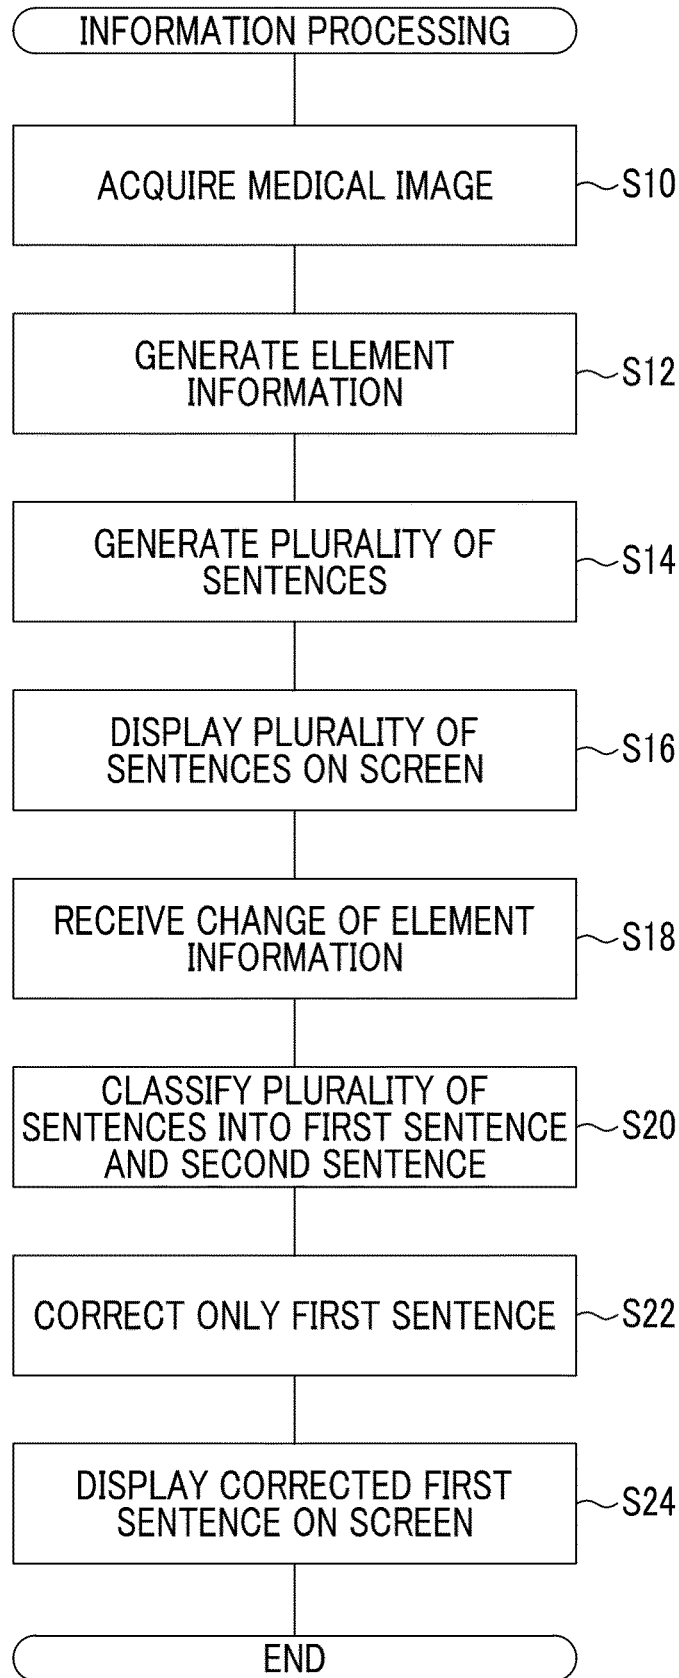 INFORMATION PROCESSING
ACQUIRE MEDICAL IMAGE
S10
GENERATE ELEMENT
INFORMATION
S12
GENERATE PLURALITY OF
SENTENCES
S14
DISPLAY PLURALITY OF
SENTENCES ON SCREEN
S16
RECEIVE CHANGE OF ELEMENT
INFORMATION
S18
CLASSIFY PLURALITY OF
SENTENCES INTO FIRST SENTENCE
AND SECOND SENTENCE
S20
CORRECT ONLY FIRST SENTENCE
S22
DISPLAY CORRECTED FIRST
SENTENCE ON SCREEN
S24
END